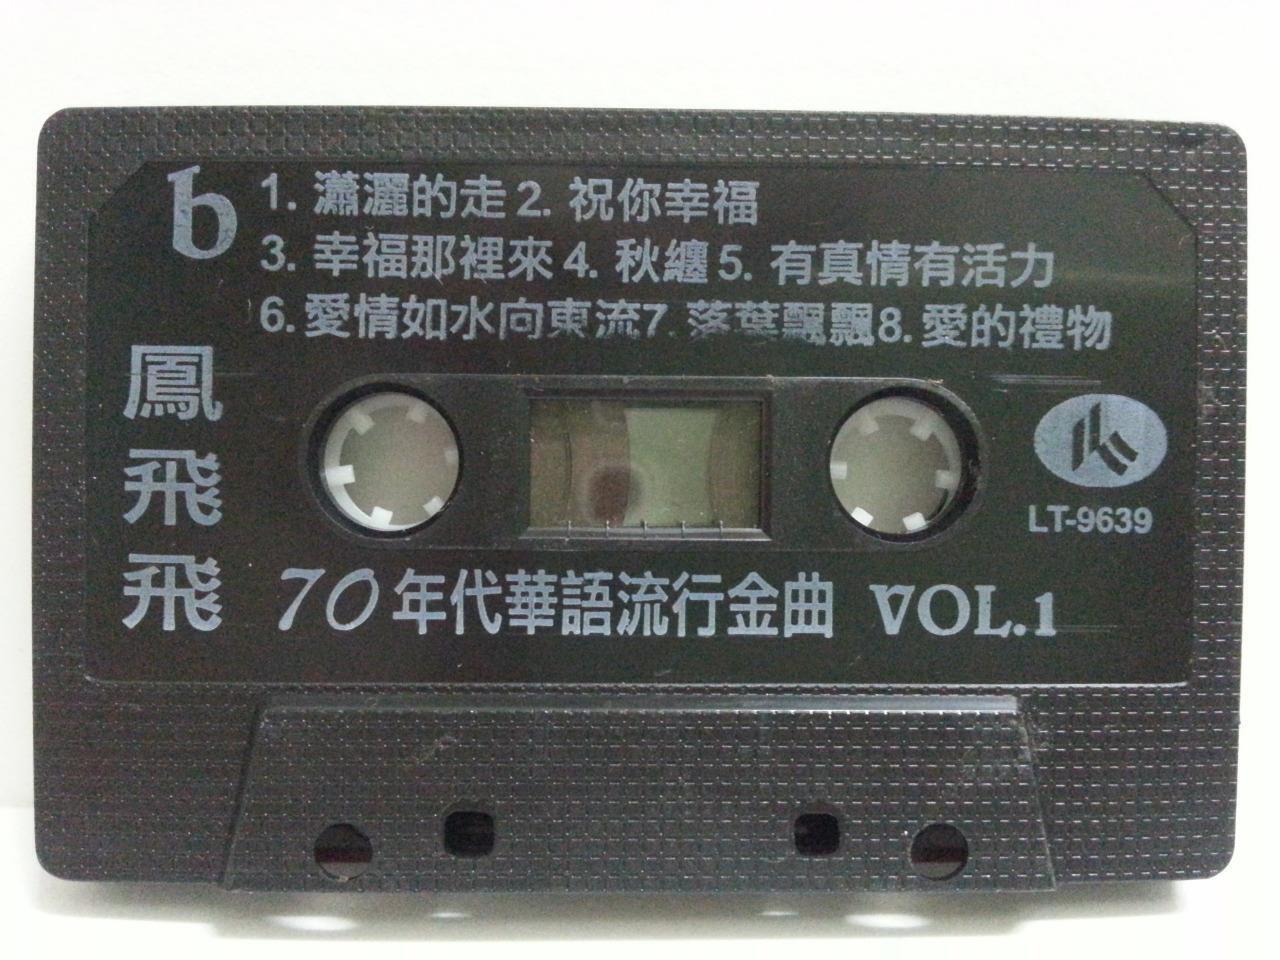 b
1. 瀟灑的走 2. 祝你幸福
3. 幸福那裡來 4. 秋纏 5. 有真情有活力
6. 愛情如水向東流 7. 落葉飄飄 8. 愛的禮物
鳳飛飛
LT-9639
70年代華語流行金曲 VOL.1